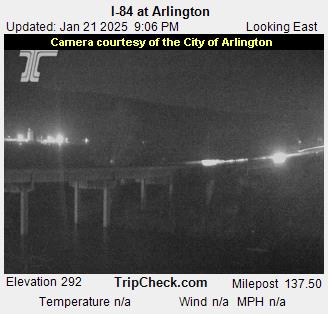 I-84 at Arlington
Updated: Jan 21 2025 9:06 PM Looking East
Camera courtesy of the City of Arlington
Elevation 292 TripCheck.com Milepost 137.50
Temperature n/a Wind n/a MPH n/a